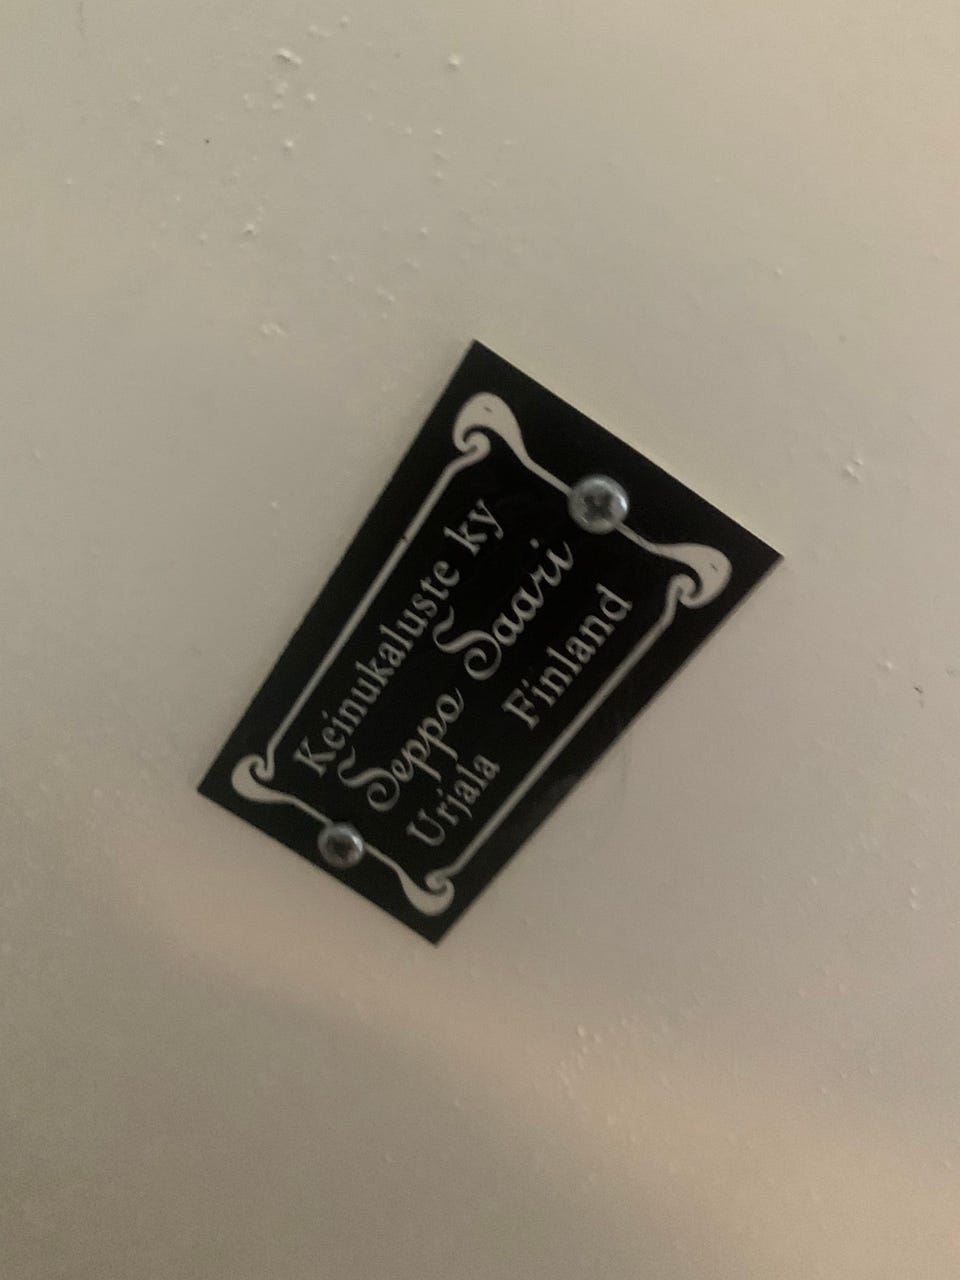 Keinukaluste ky
Seppo Saari
Urjala Finland